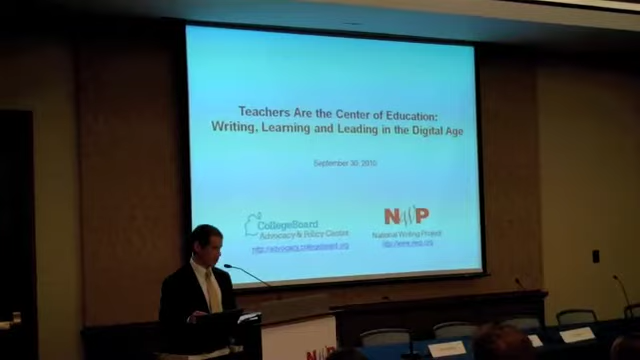 Teachers Are the Center of Education:
Writing, Learning and Leading in the Digital Age
September 30, 2010
CollegeBoard
Advocacy & Policy Center
http://advocacy.collegeboard.org
NWP
National Writing Project
http://www.nwp.org
NWP